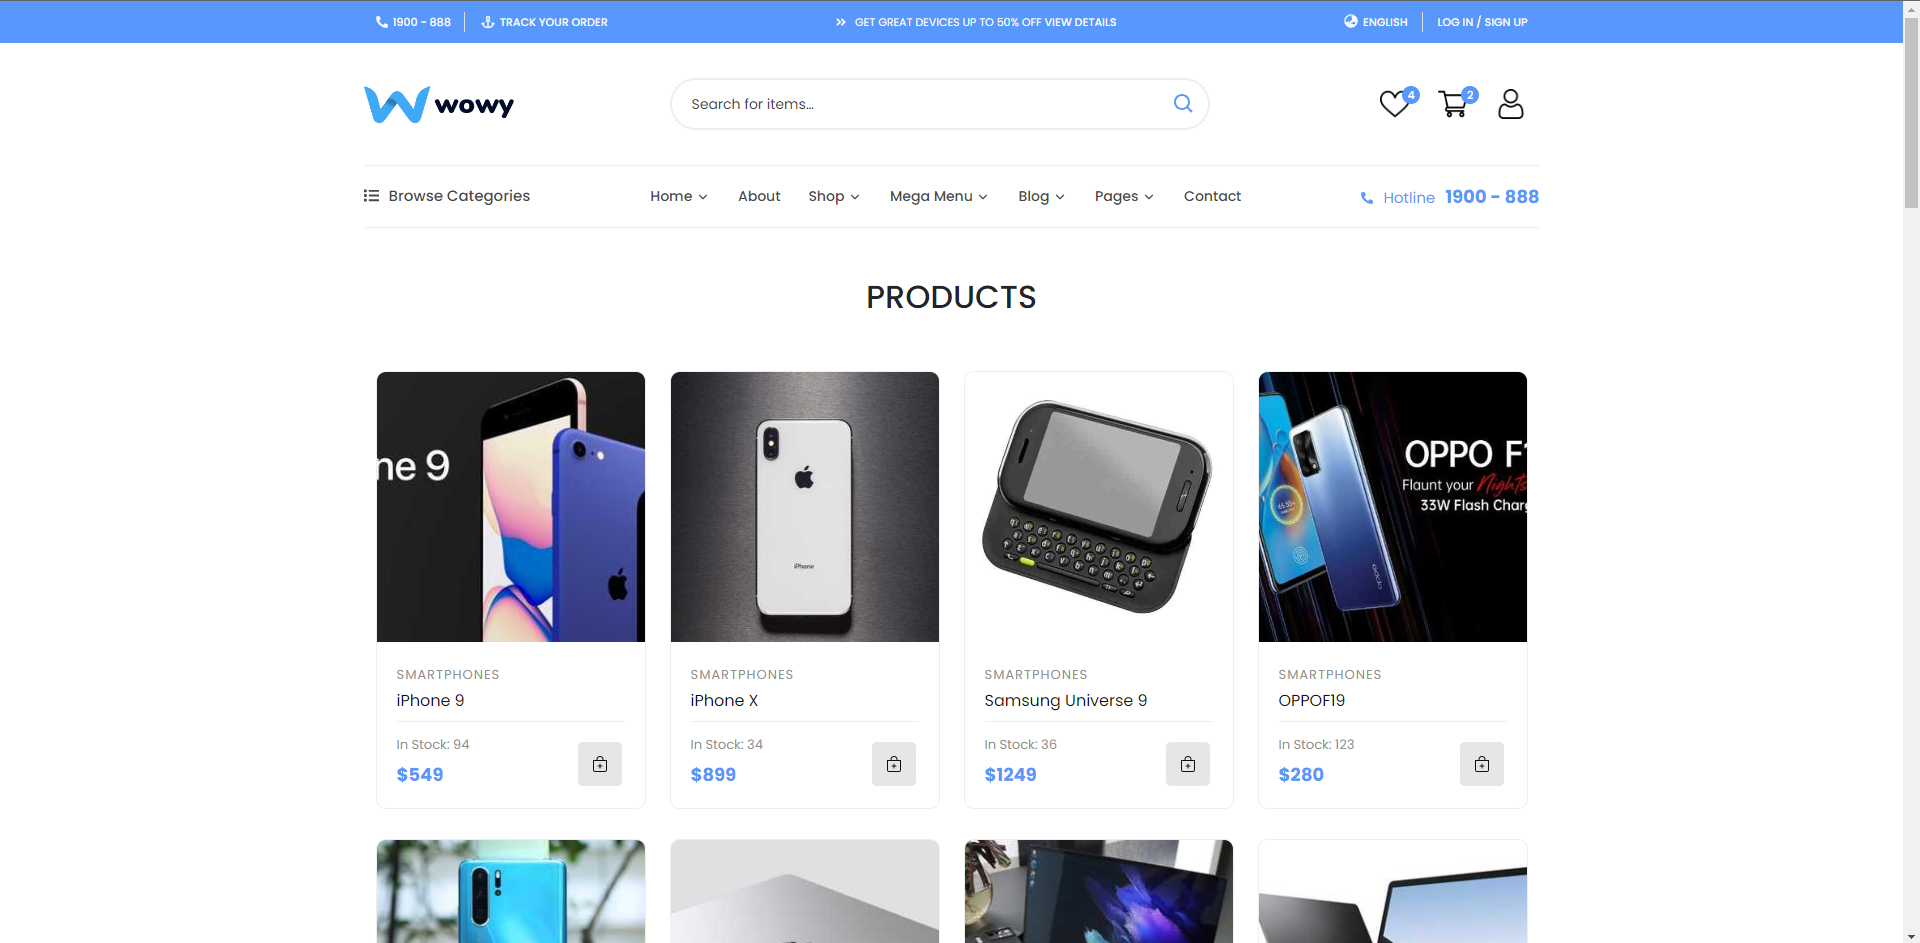 1900 - 888
TRACK YOUR ORDER
GET GREAT DEVICES UP TO 50% OFF VIEW DETAILS
ENGLISH
LOG IN / SIGN UP
wowy
Search for items...
4
2
Browse Categories
Home
About
Shop
Mega Menu
Blog
Pages
Contact
Hotline 1900 - 888
PRODUCTS
ne 9
iPhone
OPPO F1
Flaunt your Nights
33W Flash Charg
oppo
SMARTPHONES
iPhone 9
In Stock: 94
$549
SMARTPHONES
iPhone X
In Stock: 34
$899
SMARTPHONES
Samsung Universe 9
In Stock: 36
$1249
SMARTPHONES
OPPOF19
In Stock: 123
$280